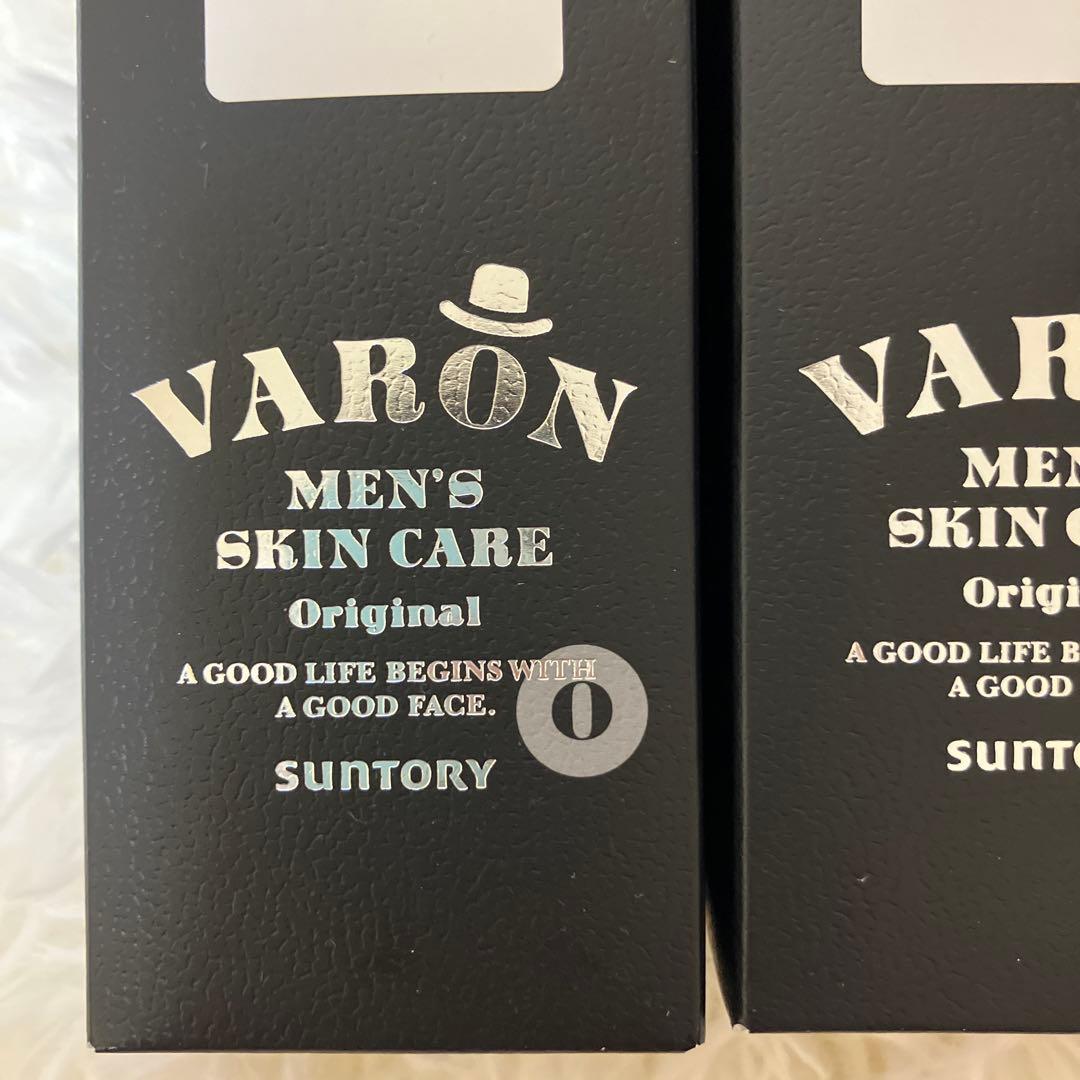 VARON
MEN'S
SKIN CARE
Original
A GOOD LIFE BEGINS WITH
A GOOD FACE.
SUNTORY
VAR
MEN
SKIN
Origi
A GOOD LIFE B
A GOOD
SUNTO